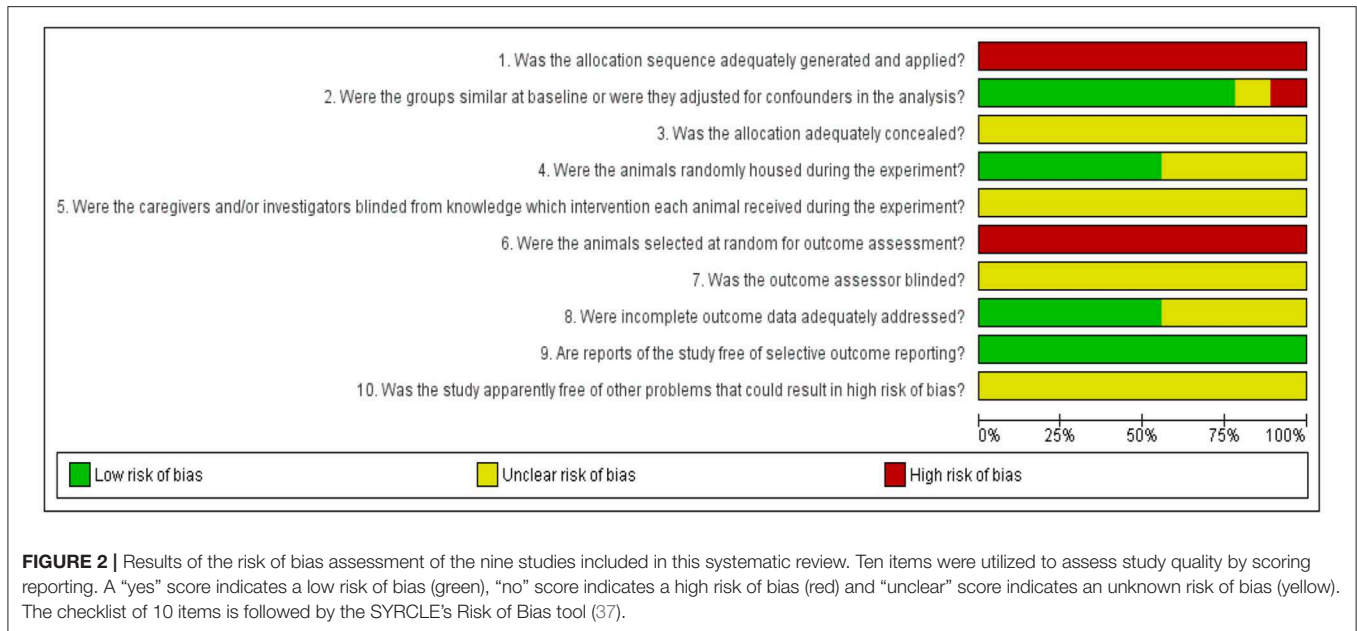 1. Was the allocation sequence adequately generated and applied?
2. Were the groups similar at baseline or were they adjusted for confounders in the analysis?
3. Was the allocation adequately concealed?
4. Were the animals randomly housed during the experiment?
5. Were the caregivers and/or investigators blinded from knowledge which intervention each animal received during the experiment?
6. Were the animals selected at random for outcome assessment?
7. Was the outcome assessor blinded?
8. Were incomplete outcome data adequately addressed?
9. Are reports of the study free of selective outcome reporting?
10. Was the study apparently free of other problems that could result in high risk of bias?
0% 25% 50% 75% 100%
Low risk of bias Unclear risk of bias High risk of bias
FIGURE 2 | Results of the risk of bias assessment of the nine studies included in this systematic review. Ten items were utilized to assess study quality by scoring
reporting. A “yes” score indicates a low risk of bias (green), “no” score indicates a high risk of bias (red) and “unclear” score indicates an unknown risk of bias (yellow).
The checklist of 10 items is followed by the SYRCLE's Risk of Bias tool (37).